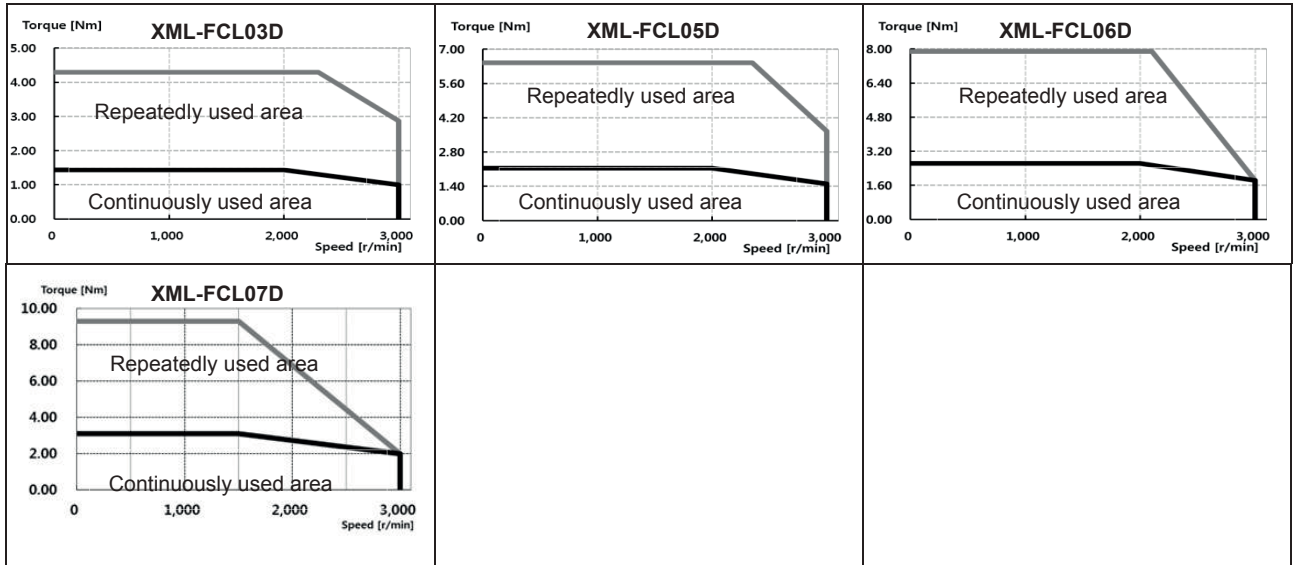 Torque [Nm]
XML-FCL03D
5.00
4.00
3.00
2.00
1.00
0.00
Repeatedly used area
Continuously used area
0 1,000 2,000 3,000
Speed [r/min]
Torque [Nm]
XML-FCL05D
7.00
5.60
4.20
2.80
1.40
0.00
Repeatedly used area
Continuously used area
0 1,000 2,000 3,000
Speed [r/min]
Torque [Nm]
XML-FCL06D
8.00
6.40
4.80
3.20
1.60
0.00
Repeatedly used area
Continuously used area
0 1,000 2,000 3,000
Speed [r/min]
Torque [Nm]
XML-FCL07D
10.00
8.00
6.00
4.00
2.00
0.00
Repeatedly used area
Continuously used area
0 1,000 2,000 3,000
Speed [r/min]